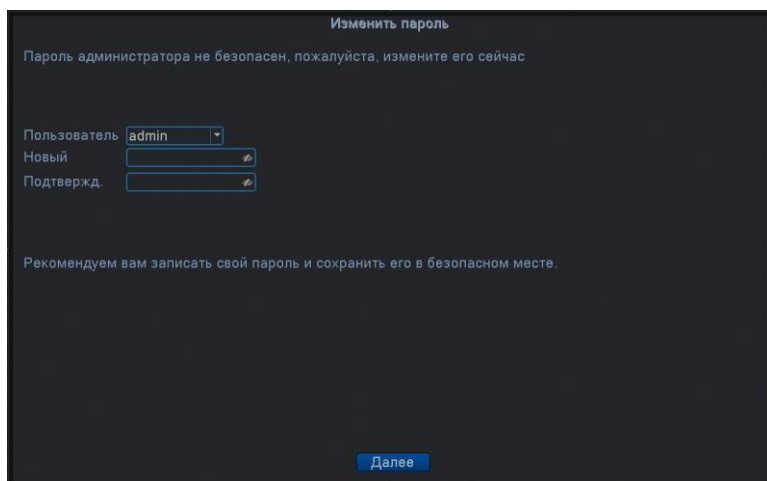 Изменить пароль
Пароль администратора не безопасен, пожалуйста, измените его сейчас
Пользователь admin
Новый
Подтвержд.
Рекомендуем вам записать свой пароль и сохранить его в безопасном месте.
Далее